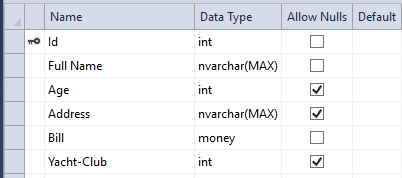 Name Data Type Allow Nulls Default
Id int
Full Name nvarchar(MAX)
Age int
Address nvarchar(MAX)
Bill money
Yacht-Club int